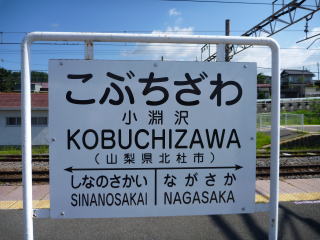 こぶちざわ
小淵沢
KOBUCHIZAWA
(山梨県北杜市)
しなのさかい ながさか
SINANOSAKAI NAGASAKA